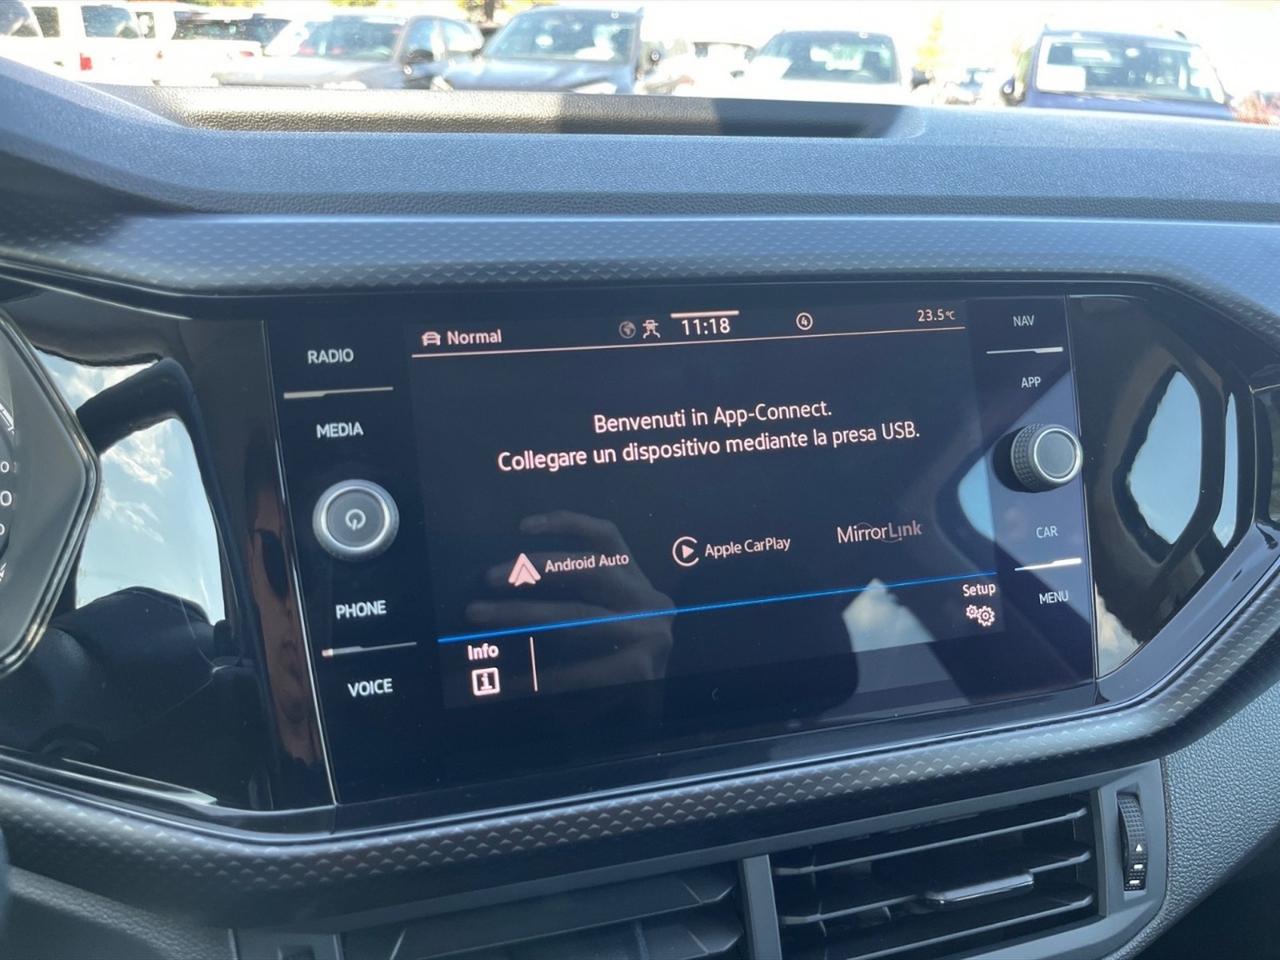 Normal
11:18
4
23.5°C
RADIO
MEDIA
PHONE
VOICE
Benvenuti in App-Connect.
Collegare un dispositivo mediante la presa USB.
Android Auto
Apple CarPlay
MirrorLink
Info
Setup
NAV
APP
CAR
MENU